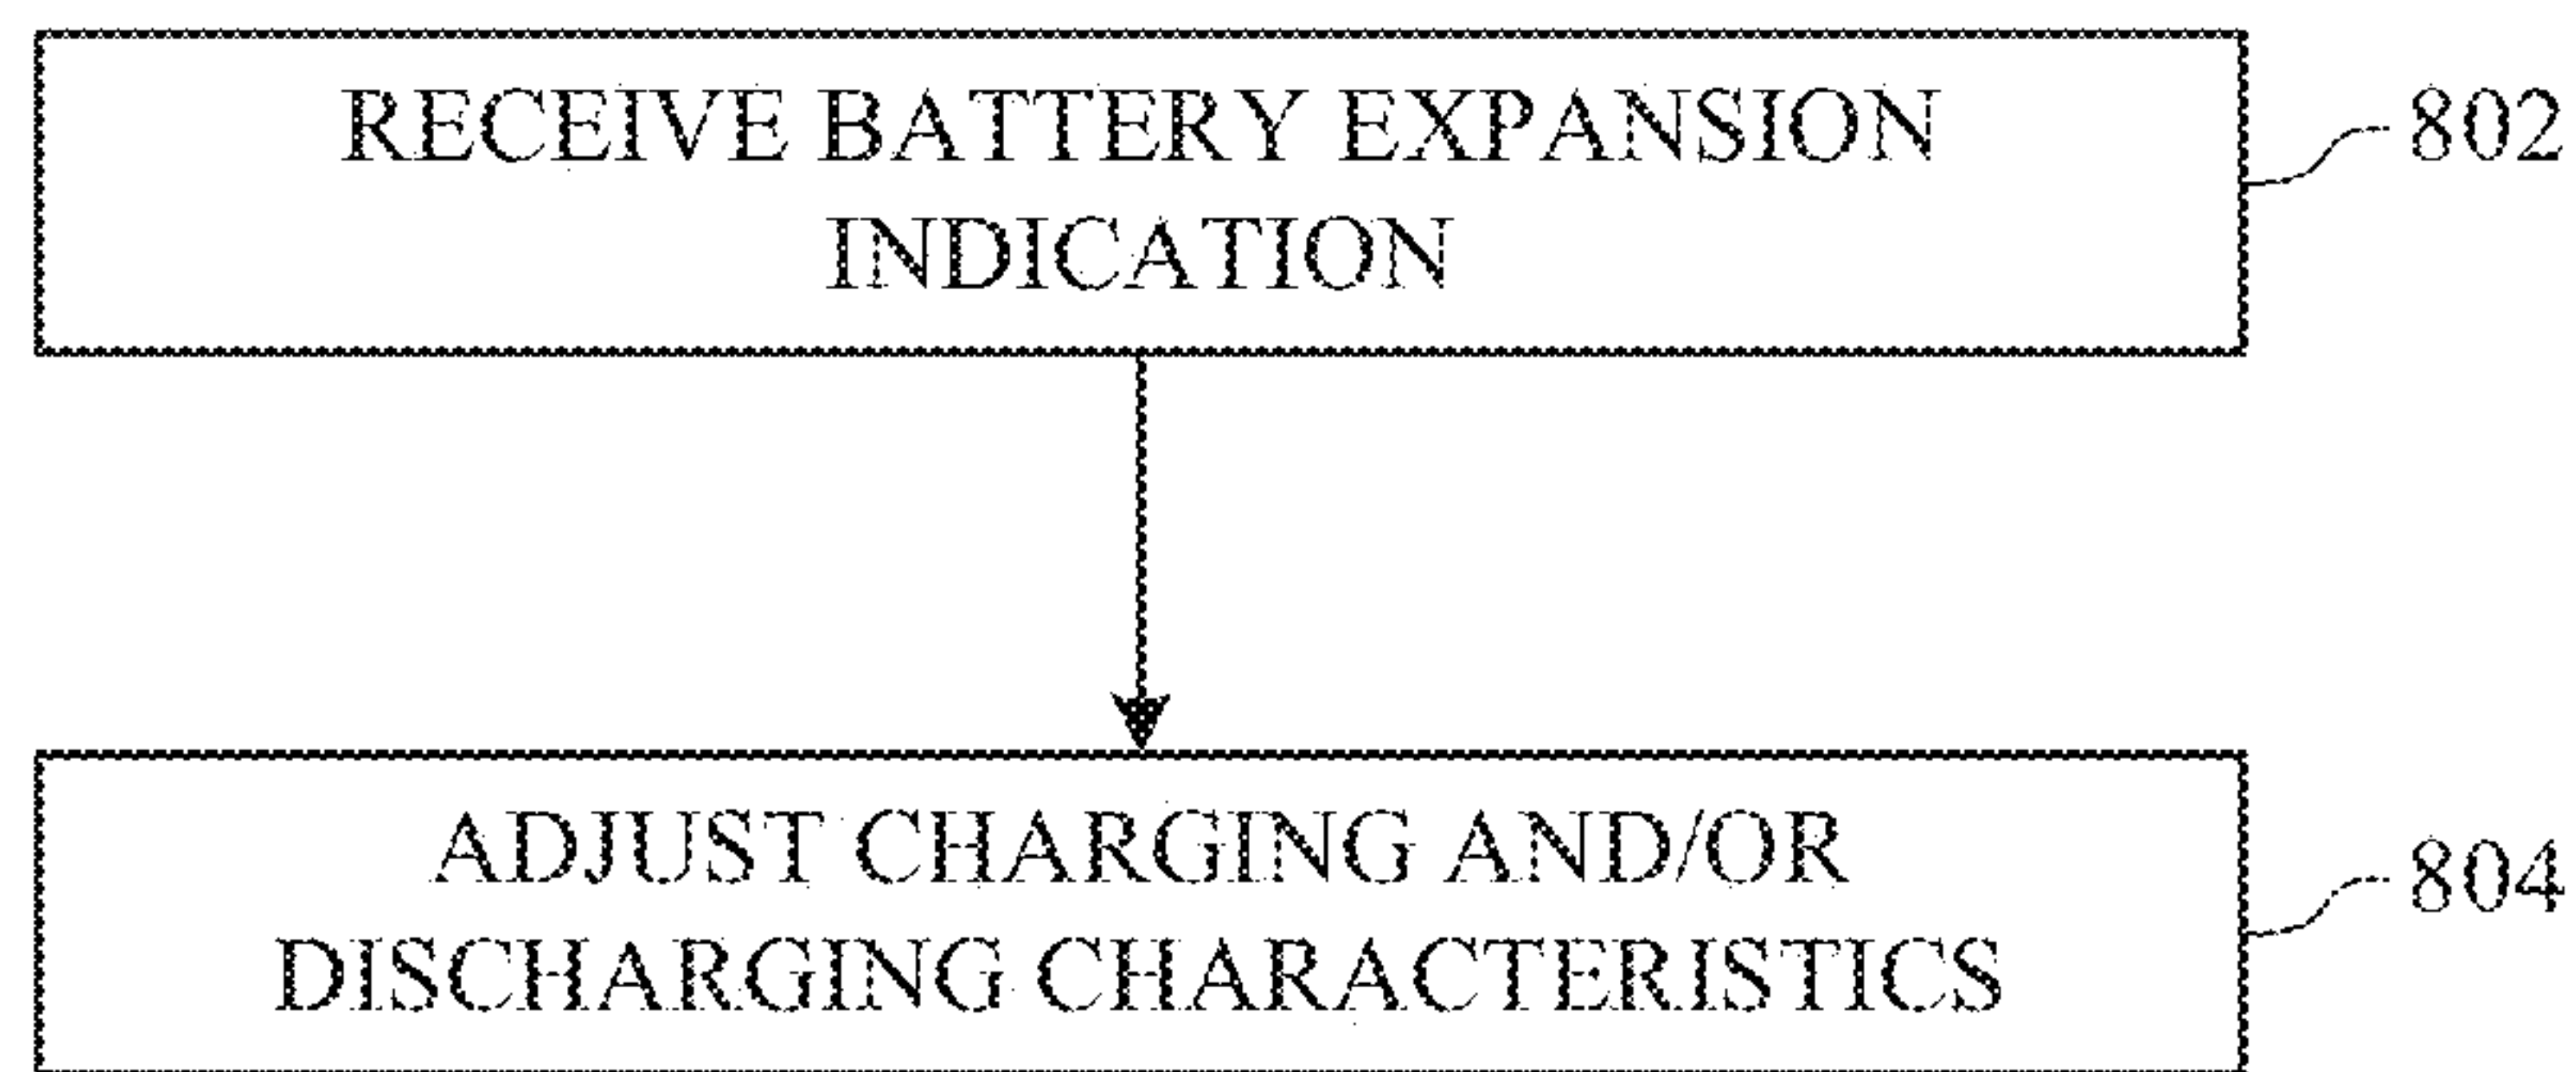 RECEIVE BATTERY EXPANSION
INDICATION
802
ADJUST CHARGING AND/OR
DISCHARGING CHARACTERISTICS
804